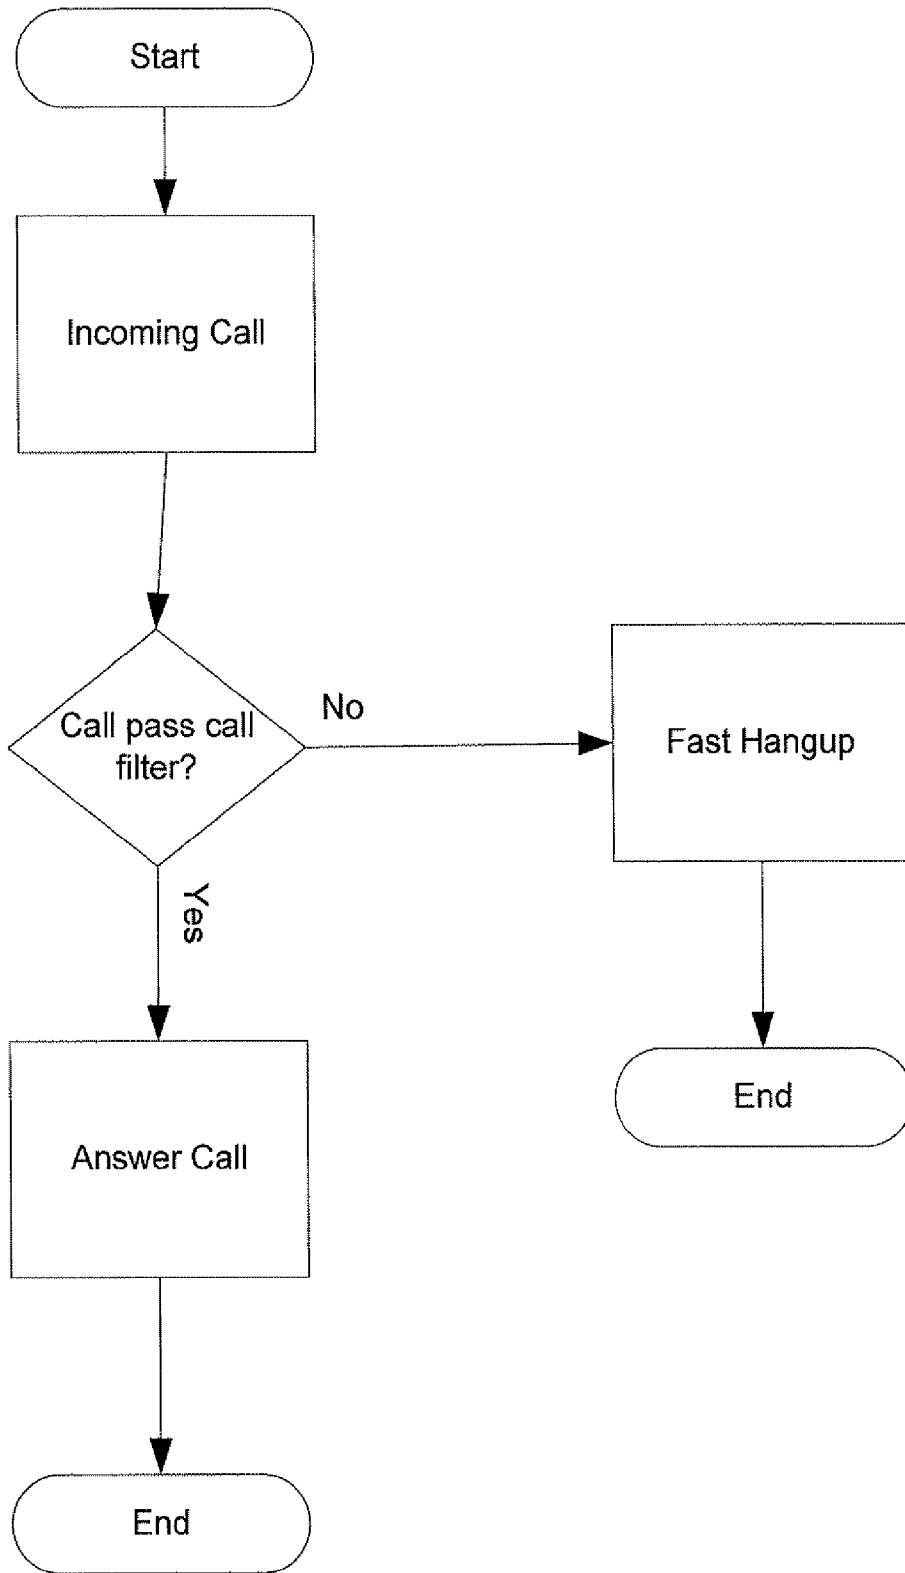 Start
Incoming Call
Call pass call
filter?
No
Fast Hangup
Yes
Answer Call
End
End